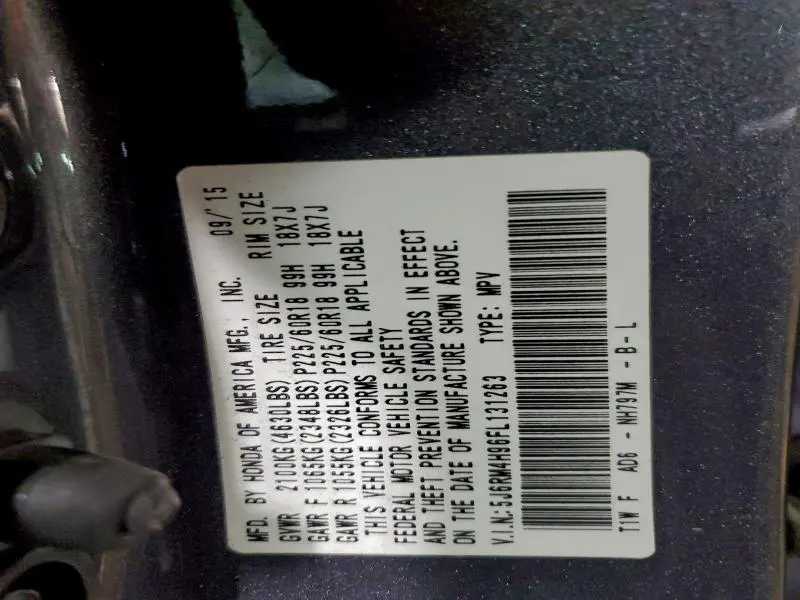 MFD. BY HONDA OF AMERICA MFG., INC. 09/'15
GVWR 2100KG(4630LBS) TIRE SIZE RIM SIZE
GAWR F 1065KG(2348LBS)P225/60R18 99H 18X7J
GAWR R 1055KG(2326LBS)P225/60R18 99H 18X7J
THIS VEHICLE CONFORMS TO ALL APPLICABLE
FEDERAL MOTOR VEHICLE SAFETY
AND THEFT PREVENTION STANDARDS IN EFFECT
ON THE DATE OF MANUFACTURE SHOWN ABOVE.
V.I.N:5J6RM4H96FL131263 TYPE: MPV
T1W F AD6 - NH797M - B - L